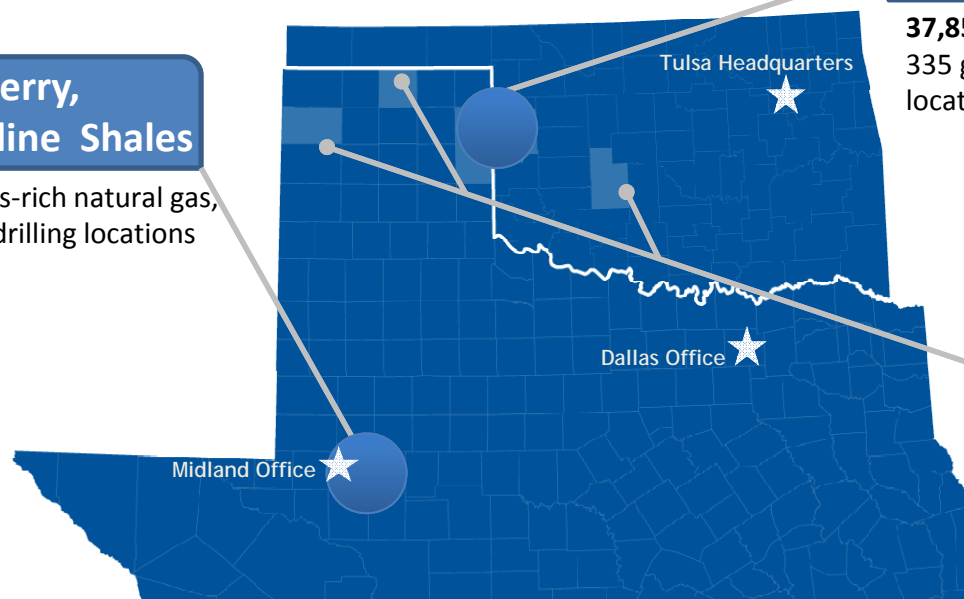 erry,
line Shales
s-rich natural gas,
drilling locations
Tulsa Headquarters
37,85
335 g
locat
Dallas Office
Midland Office